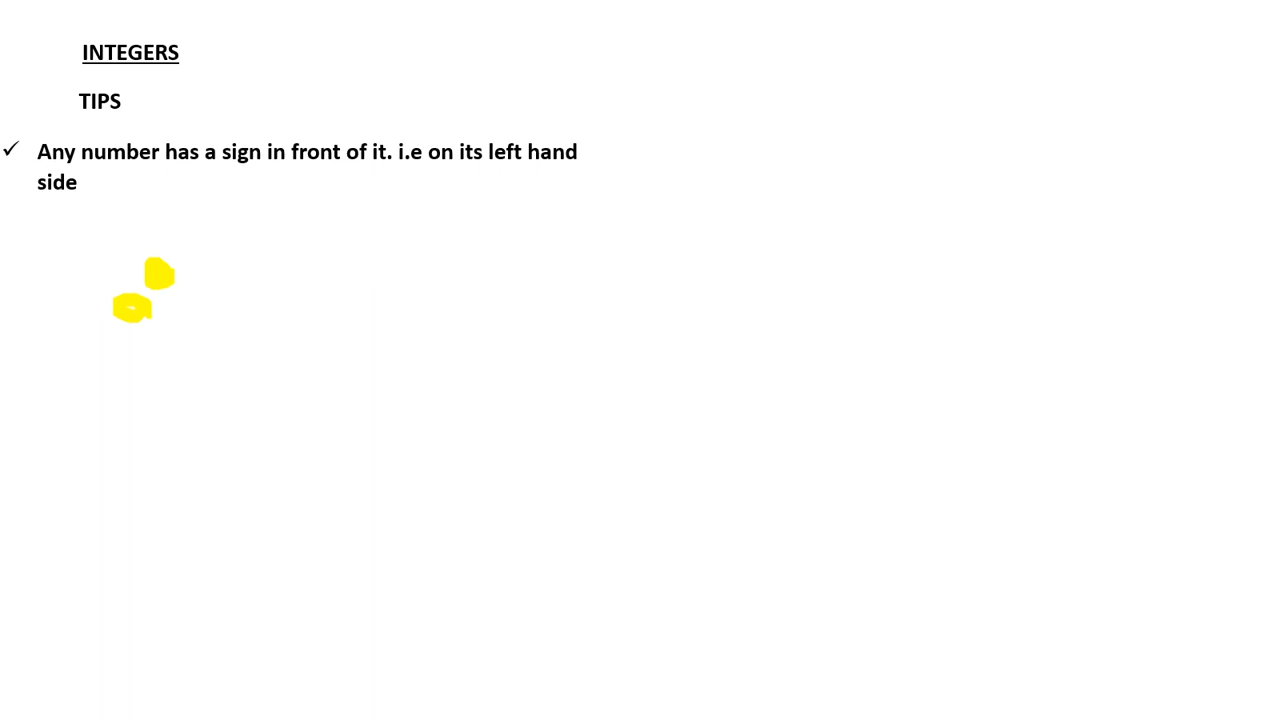 INTEGERS
TIPS
✓ Any number has a sign in front of it. i.e on its left hand
side